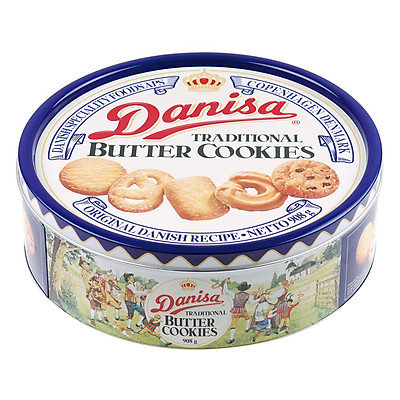 DANISH SPECIALITY FOODS APS
COPENHAGEN DENMARK
Danisa®
TRADITIONAL
BUTTER COOKIES
ORIGINAL DANISH RECIPE • NETTO 908 g
Danisa
TRADITIONAL
BUTTER
COOKIES
908 g